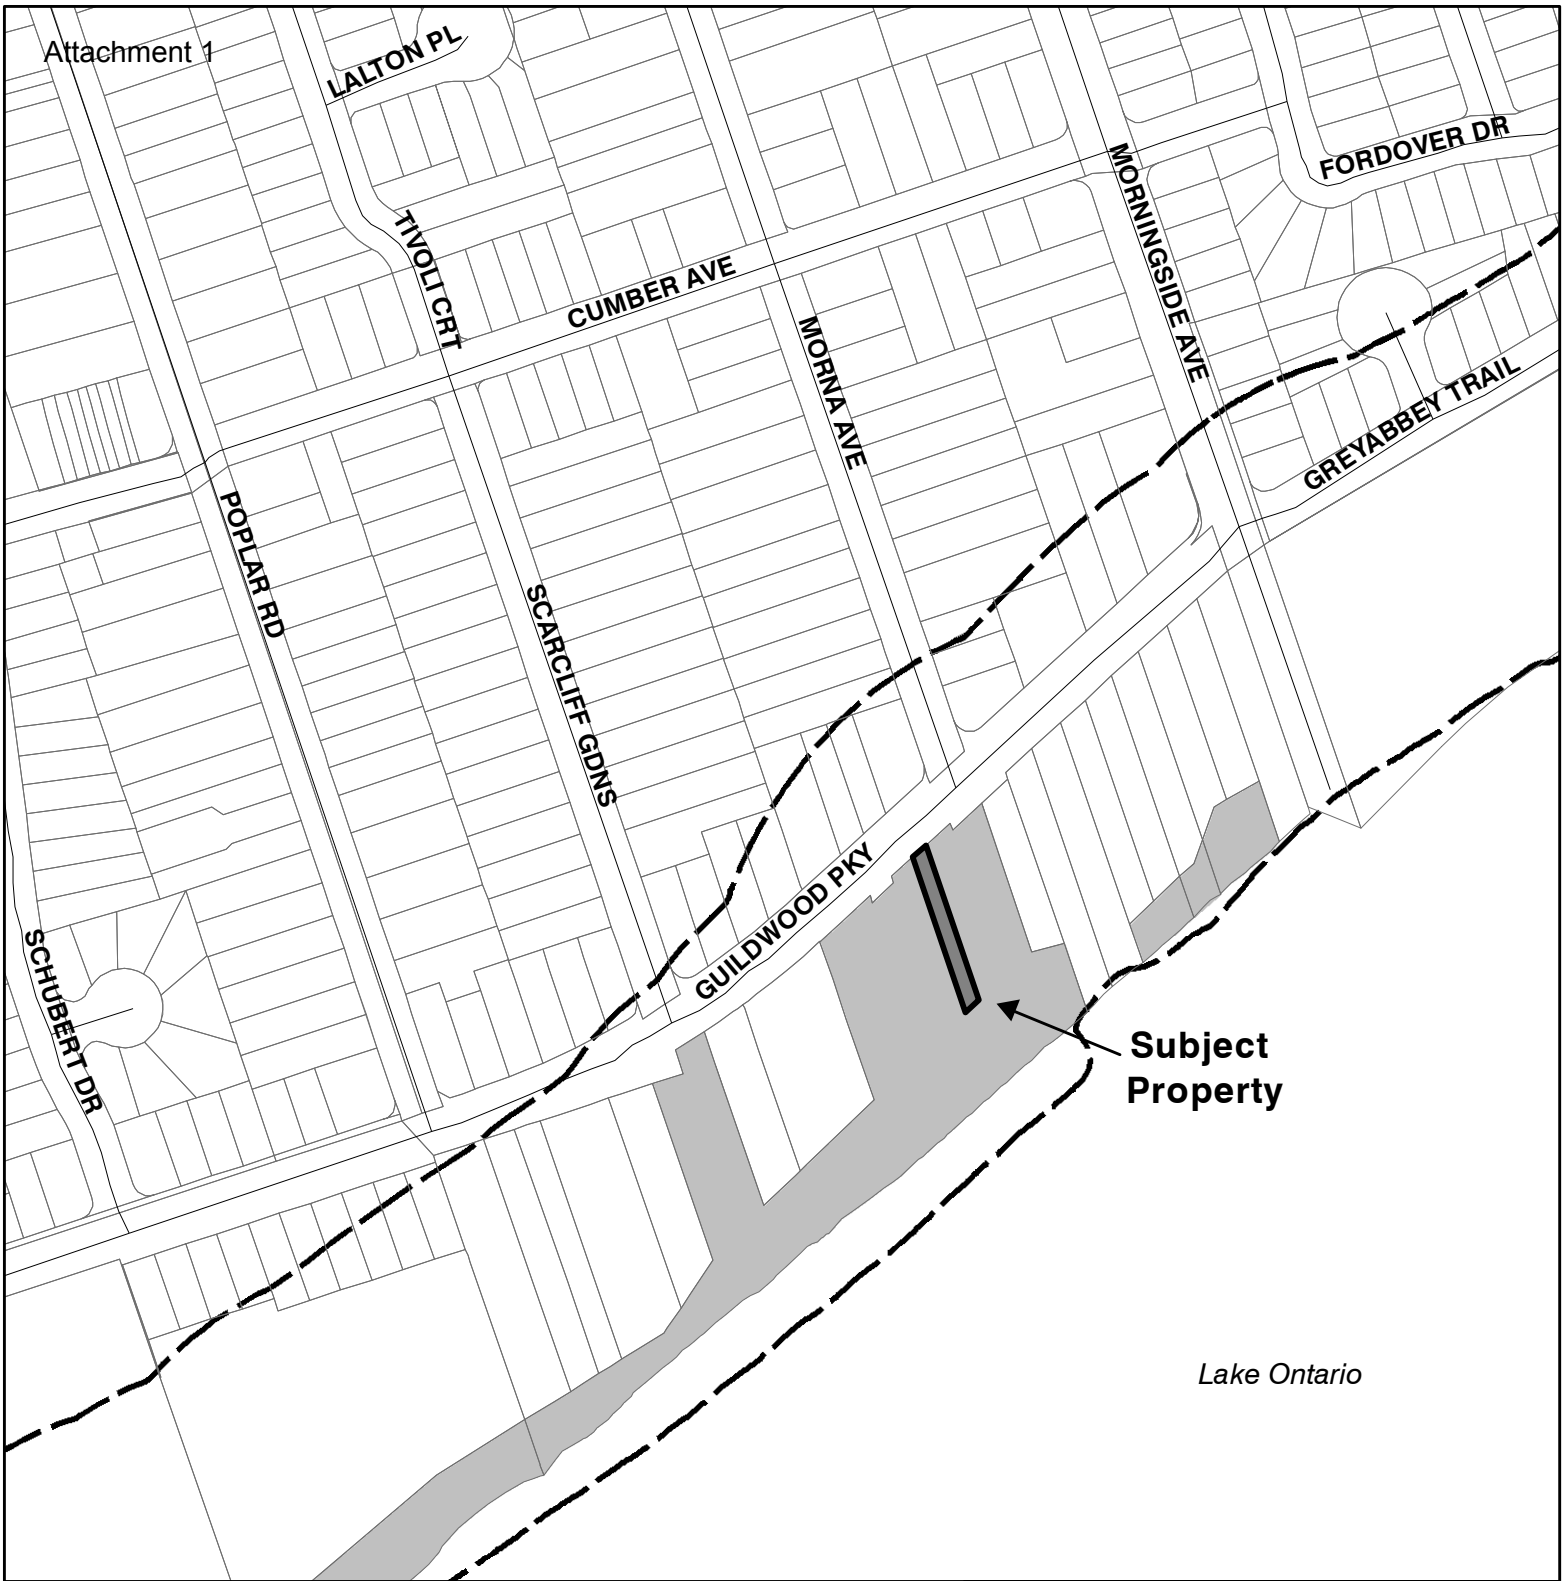 Attachment 1
LALTON PL
FORDOVER DR
MORNINGSIDE AVE
TIVOLI CRT
CUMBER AVE
MORNA AVE
GREYABBEY TRAIL
POPLAR RD
SCARCLIFF GDNS
GUILDWOOD PKY
SCHUBERT DR
Subject
Property
Lake Ontario